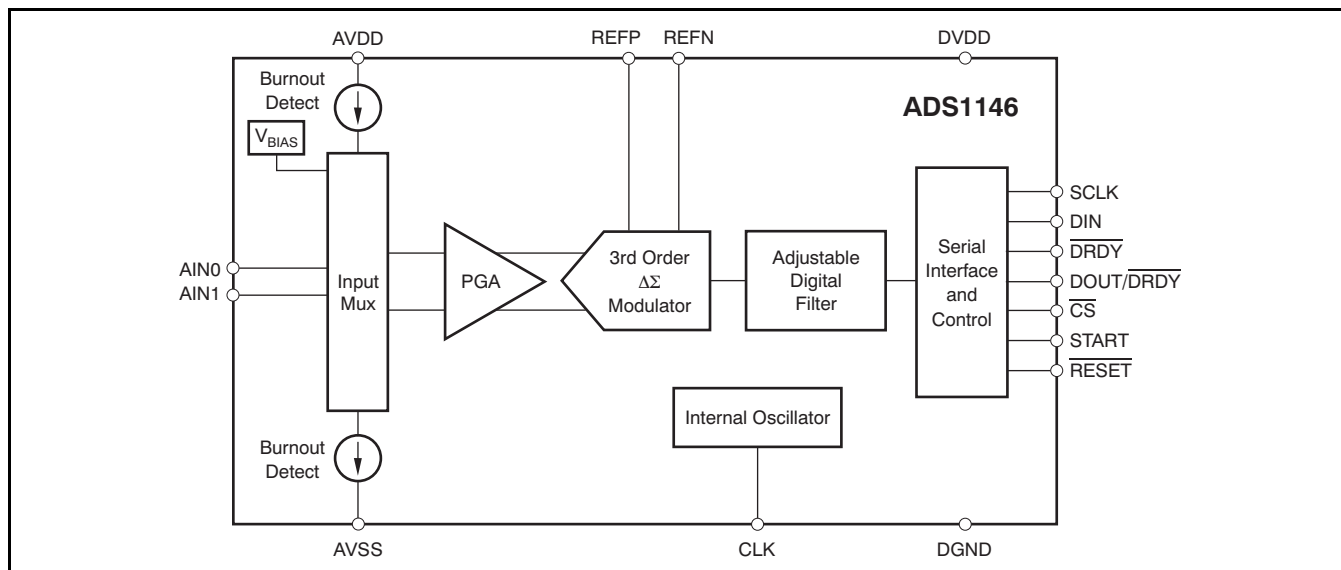 AVDD
REFP
REFN
DVDD
Burnout
Detect
ADS1146
VBIAS
SCLK
DIN
DRDY
DOUT/DRDY
CS
START
RESET
AIN0
AIN1
Input
Mux
PGA
3rd Order
ΔΣ
Modulator
Adjustable
Digital
Filter
Serial
Interface
and
Control
Internal Oscillator
Burnout
Detect
AVSS
CLK
DGND